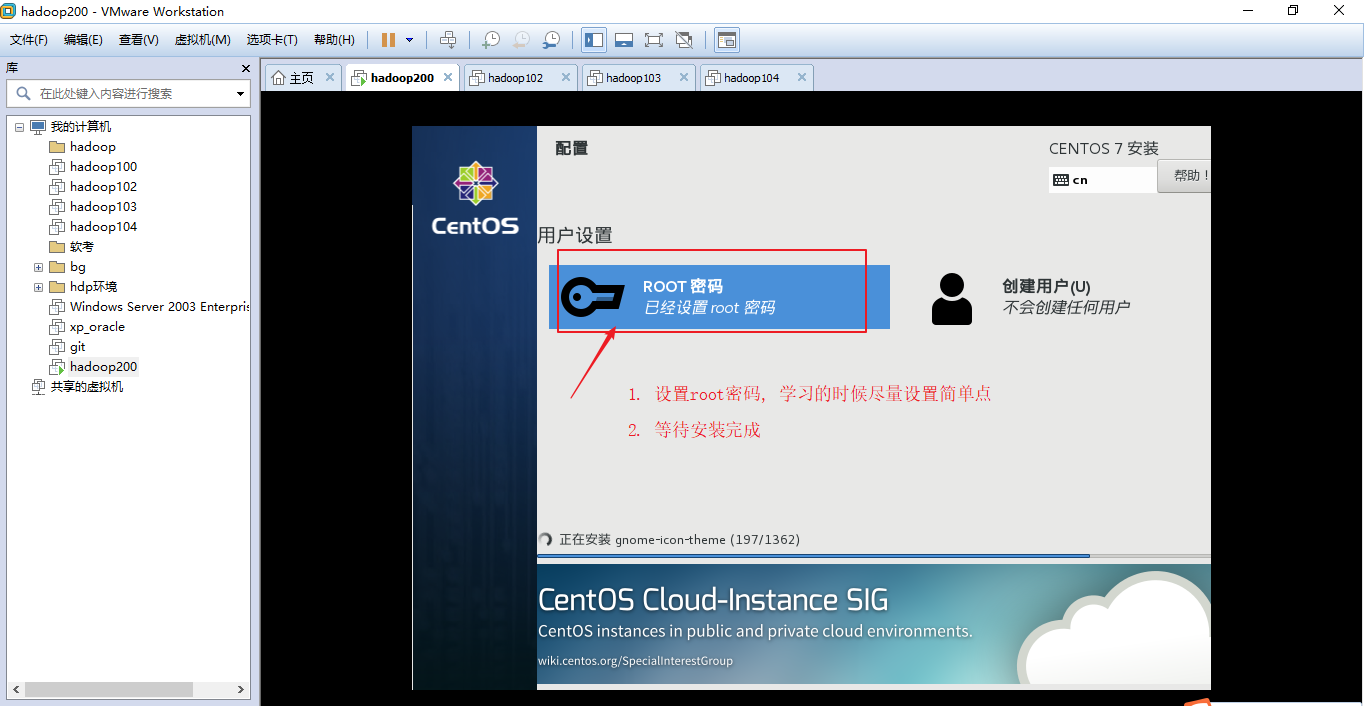 hadoop200 - VMware Workstation
文件(F) 编辑(E) 查看(V) 虚拟机(M) 选项卡(T) 帮助(H)
库
在此处键入内容进行搜索
我的计算机
hadoop
hadoop100
hadoop102
hadoop103
hadoop104
软考
bg
hdp环境
Windows Server 2003 Enterpris
xp_oracle
git
hadoop200
共享的虚拟机
主页 hadoop200 hadoop102 hadoop103 hadoop104
CentOS
配置
CENTOS 7 安装
cn
帮助！
用户设置
ROOT 密码
已经设置 root 密码
创建用户(U)
不会创建任何用户
1. 设置root密码, 学习的时候尽量设置简单点
2. 等待安装完成
正在安装 gnome-icon-theme (197/1362)
CentOS Cloud-Instance SIG
CentOS instances in public and private cloud environments.
wiki.centos.org/SpecialInterestGroup